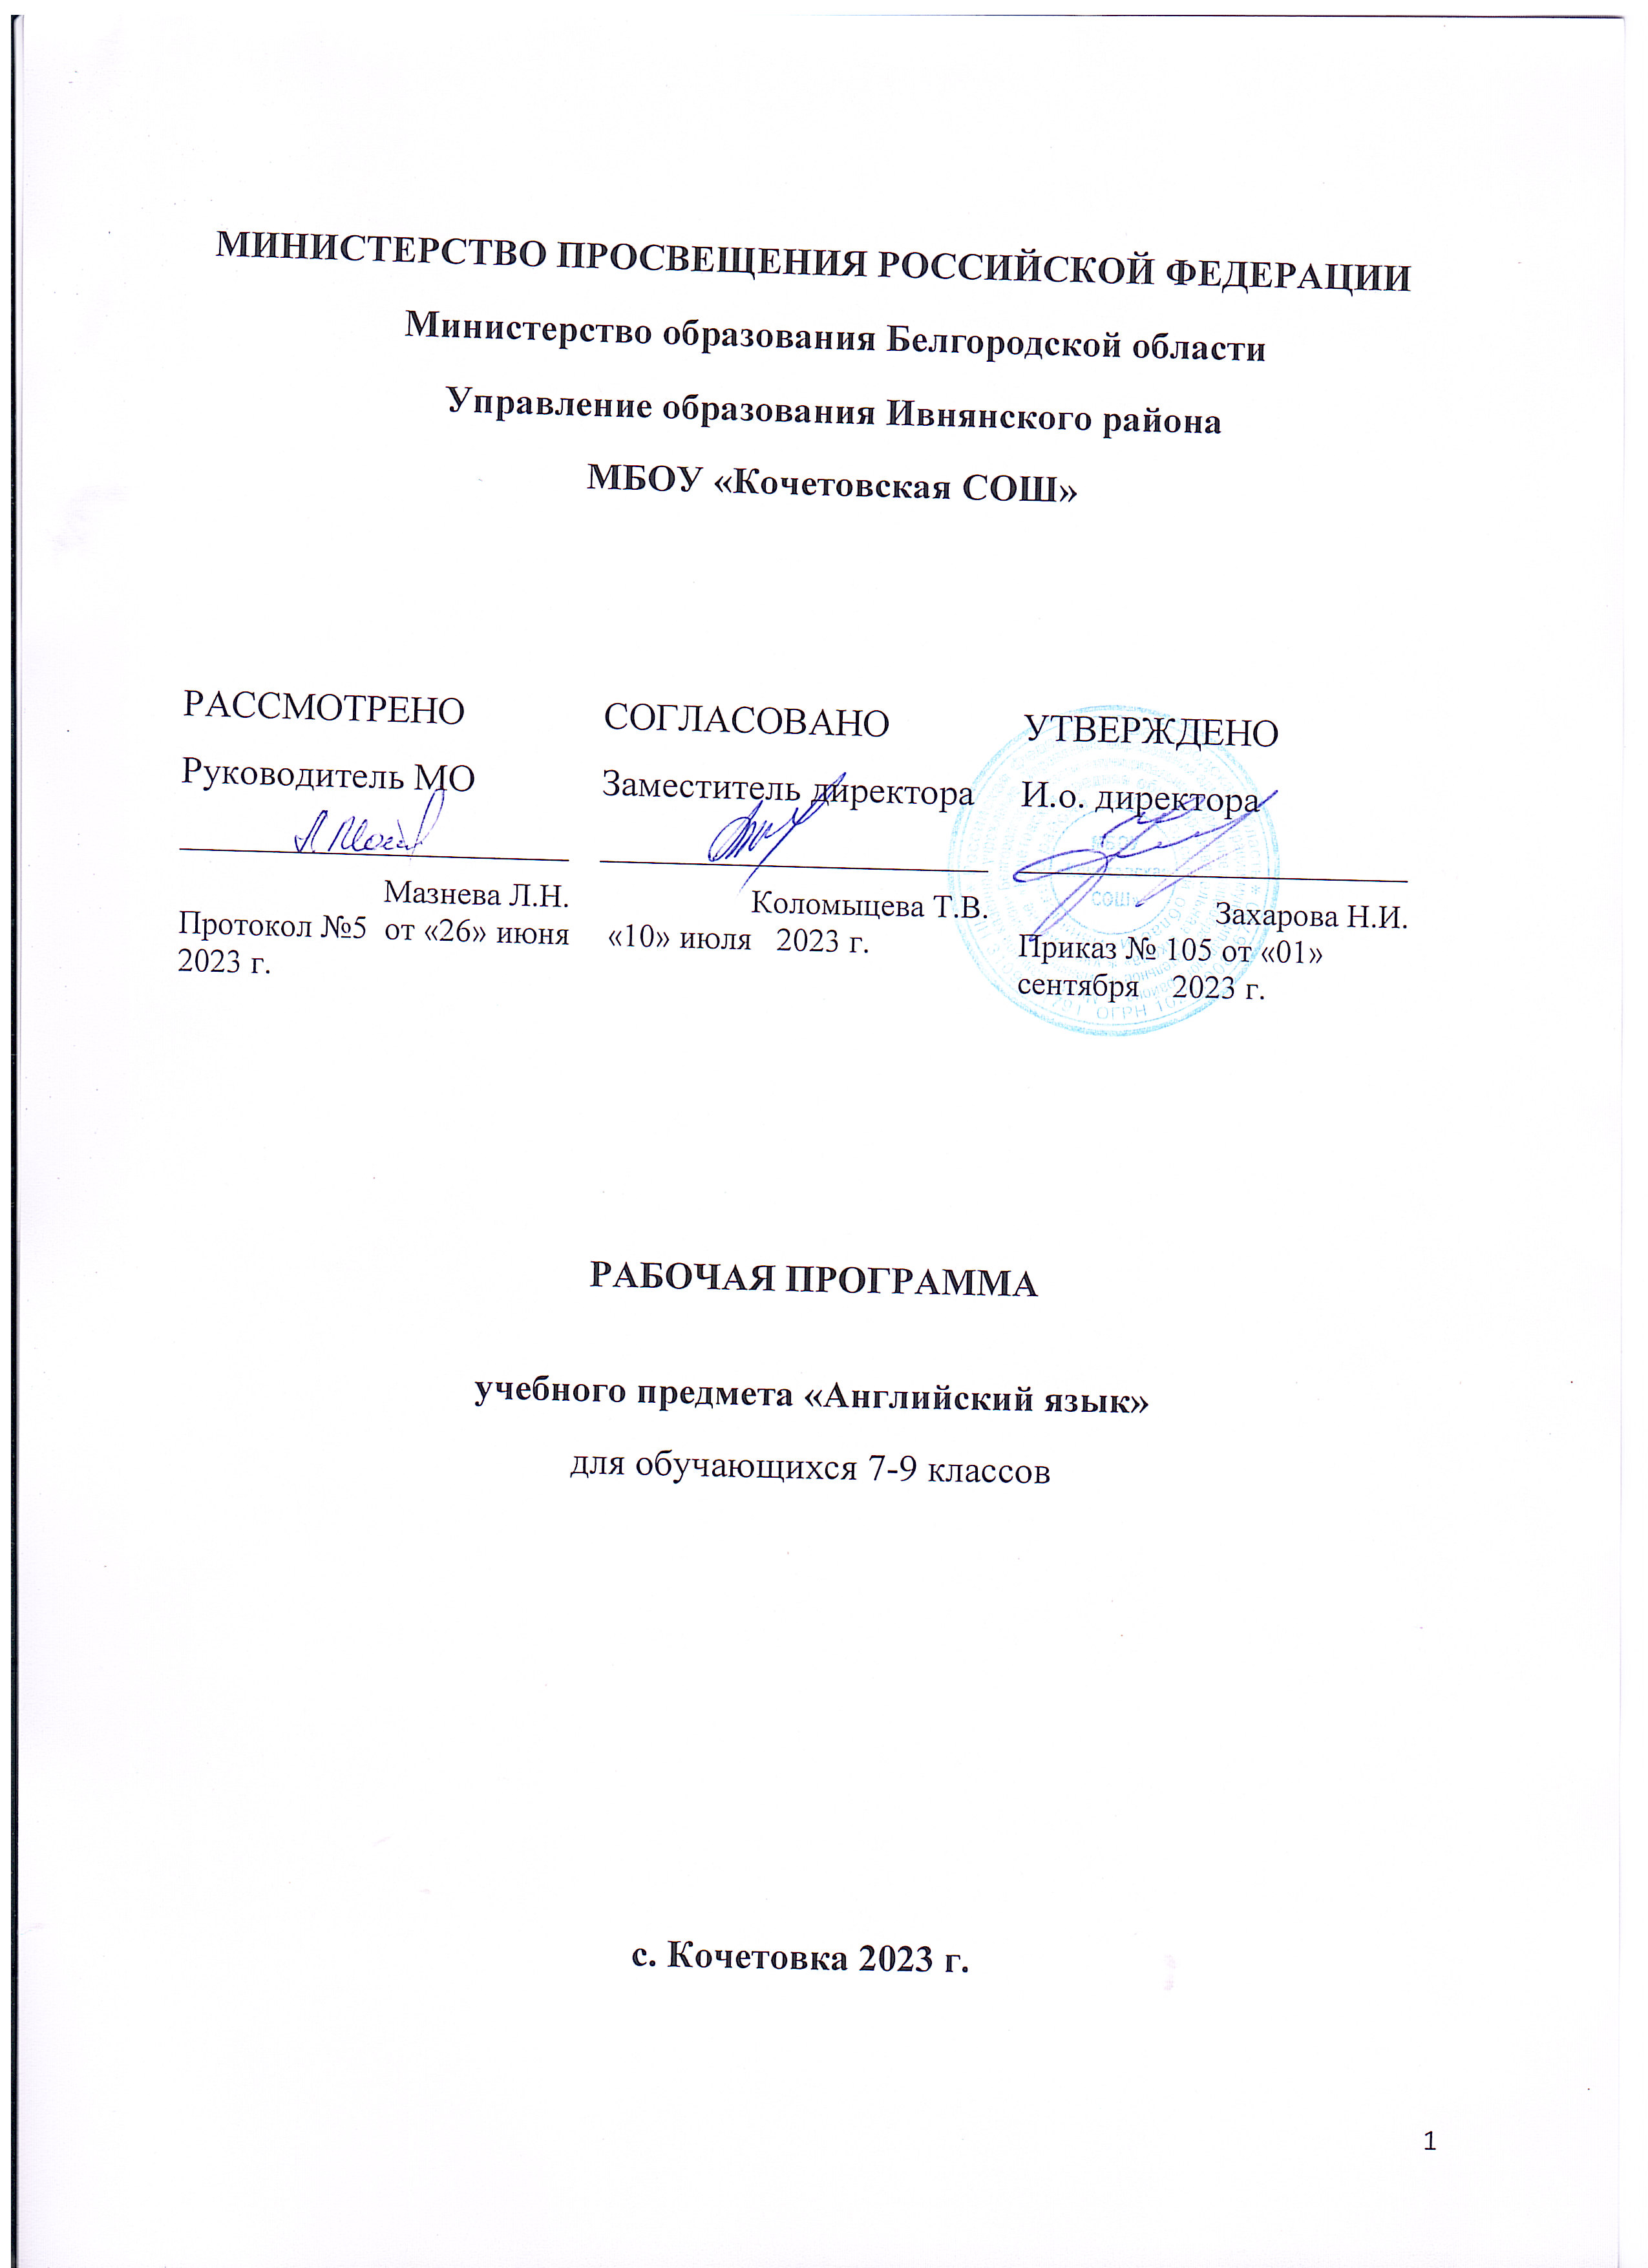 МИНИСТЕРСТВО ПРОСВЕЩЕНИЯ РОССИЙСКОЙ ФЕДЕРАЦИИ
Министерство образования Белгородской области
Управление образования Ивнянского района
МБОУ «Кочетовская СОШ»
РАССМОТРЕНО
Руководитель МО
Мазнева Л.Н.
Протокол №5 от «26» июня
2023 г.
СОГЛАСОВАНО
Заместитель директора
Коломыцева Т.В.
«10» июля 2023 г.
УТВЕРЖДЕНО
И.о. директора
Захарова Н.И.
Приказ № 105 от «01»
сентября 2023 г.
СОШ»
ОГРН
РАБОЧАЯ ПРОГРАММА
учебного предмета «Английский язык»
для обучающихся 7-9 классов
с. Кочетовка 2023 г.
1